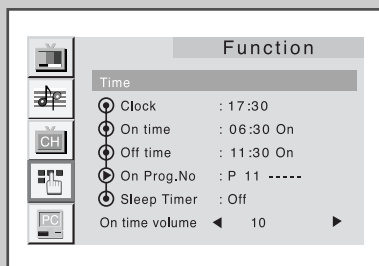 Function
Time
Clock : 17:30
On time : 06:30 On
Off time : 11:30 On
CH
On Prog.No : P 11 -----
Sleep Timer : Off
PC
On time volume ◀ 10 ▶